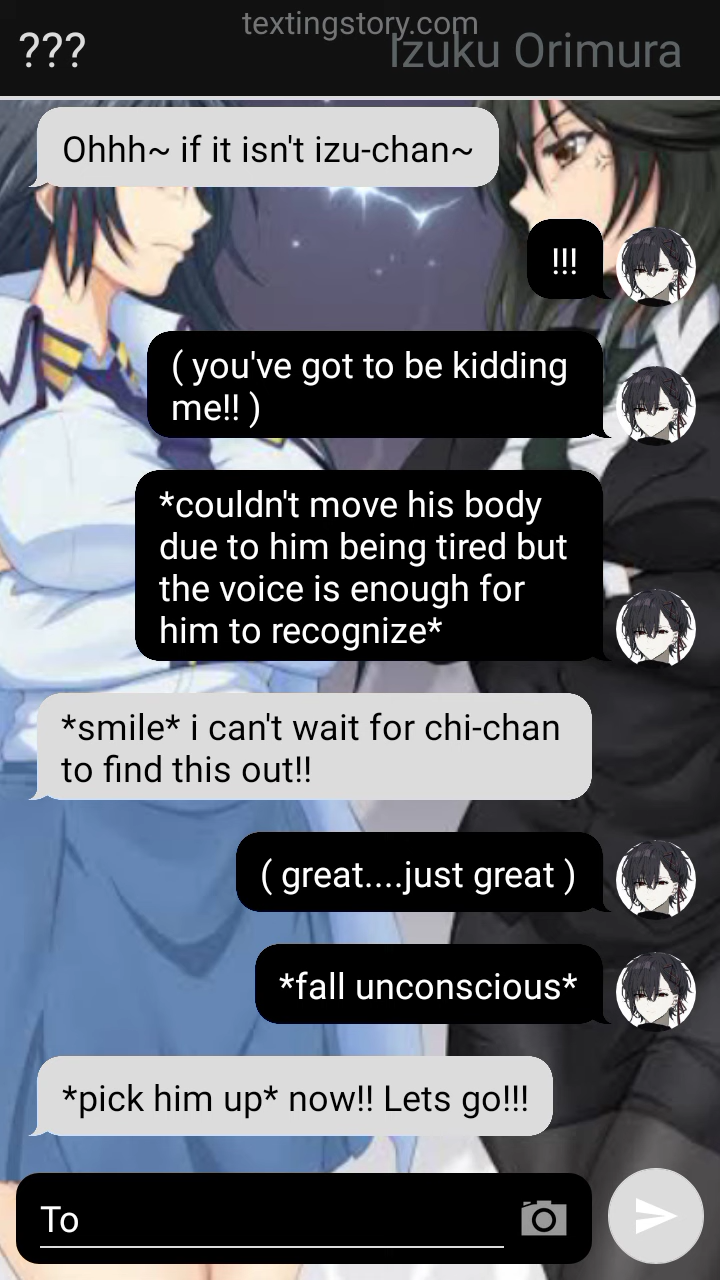 textingstory.com
???
Izuku Orimura
Ohhh~ if it isn't izu-chan~
!!!
( you've got to be kidding
me!! )
*couldn't move his body
due to him being tired but
the voice is enough for
him to recognize*
*smile* i can't wait for chi-chan
to find this out!!
( great....just great )
*fall unconscious*
*pick him up* now!! Lets go!!!
To